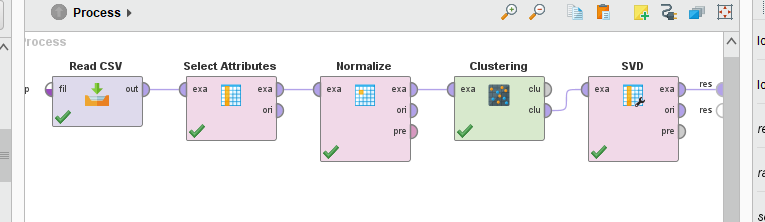 Process
Process
Read CSV
Select Attributes
Normalize
Clustering
SVD
p
fil
out
exa
exa
ori
exa
exa
ori
pre
exa
clu
clu
exa
exa
ori
pre
res
res
lo
lo
re
ra